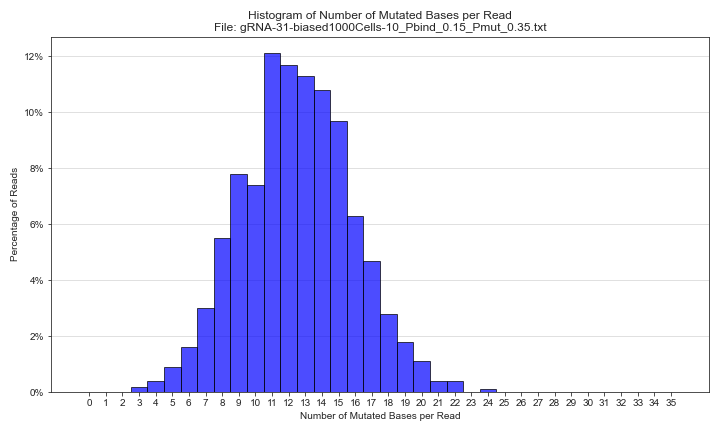 Histogram of Number of Mutated Bases per Read
File: gRNA-31-biased1000Cells-10_Pbind_0.15_Pmut_0.35.txt
12%
10%
8%
6%
4%
2%
0%
Percentage of Reads
0 1 2 3 4 5 6 7 8 9 10 11 12 13 14 15 16 17 18 19 20 21 22 23 24 25 26 27 28 29 30 31 32 33 34 35
Number of Mutated Bases per Read